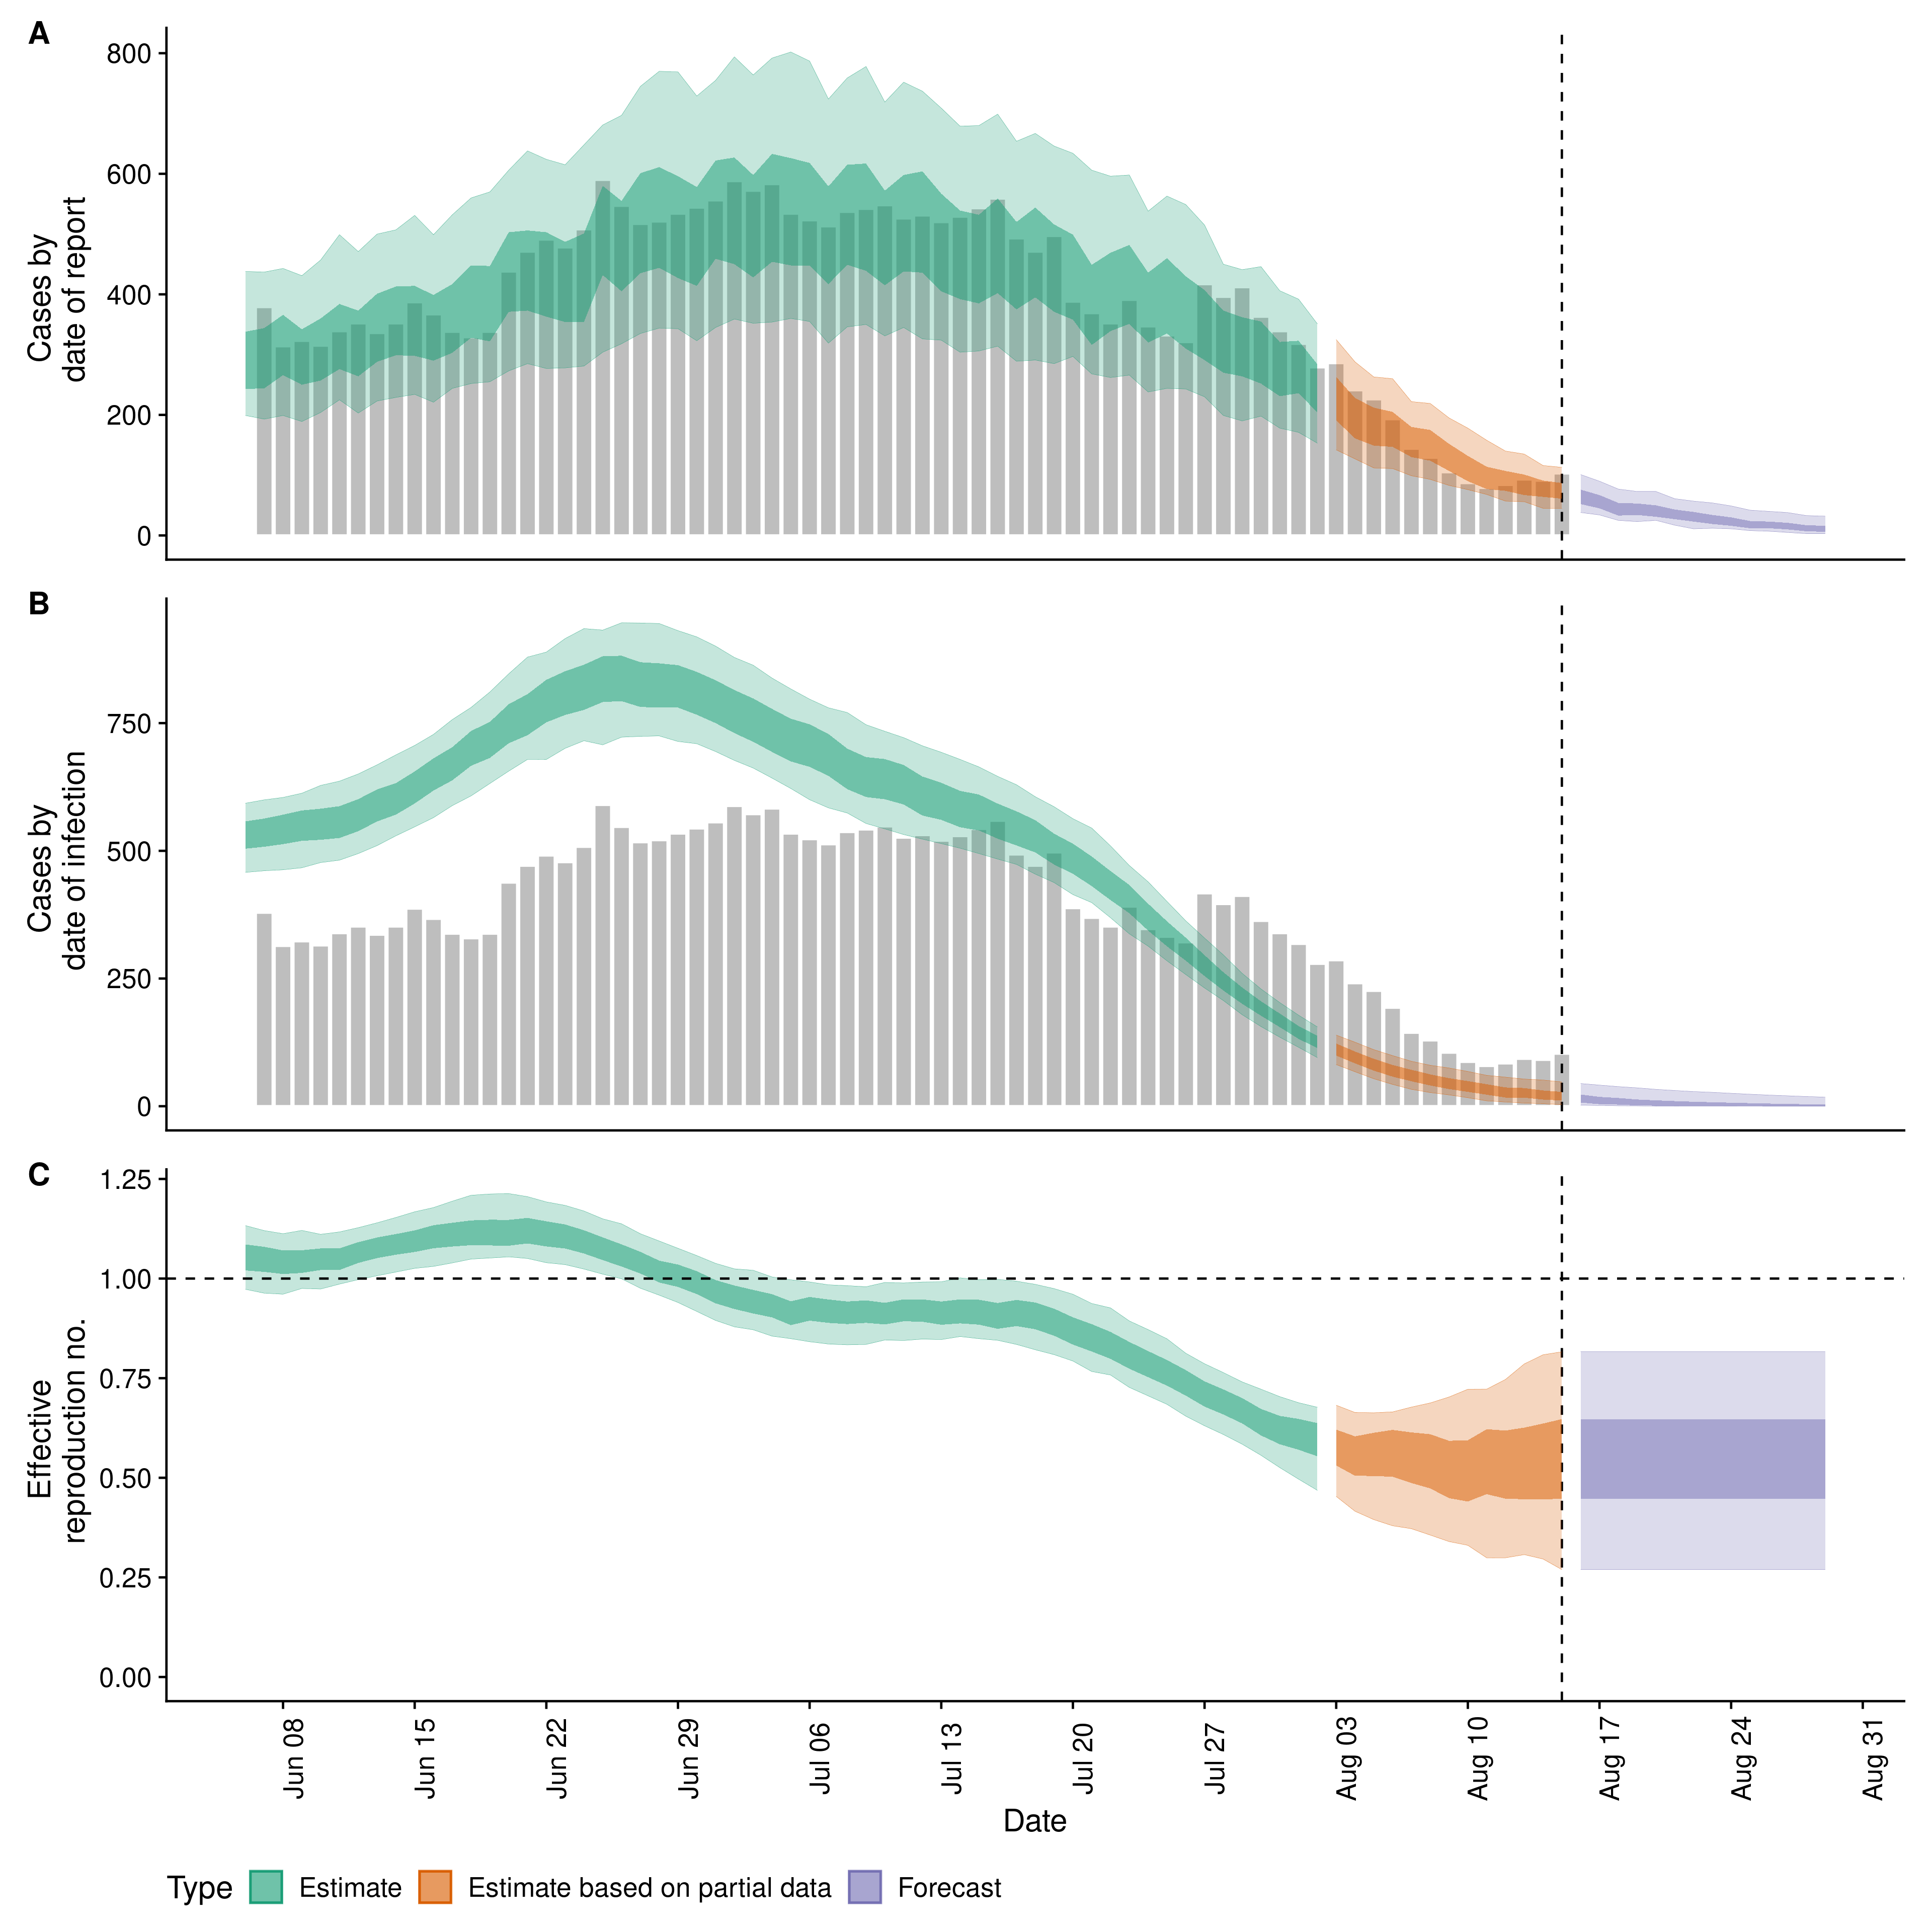 A
800
600
400
200
0
Cases by
date of report
B
750
500
250
0
Cases by
date of infection
C
1.25
1.00
0.75
0.50
0.25
0.00
Effective
reproduction no.
Jun 08
Jun 15
Jun 22
Jun 29
Jul 06
Jul 13
Jul 20
Jul 27
Aug 03
Aug 10
Aug 17
Aug 24
Aug 31
Date
Type Estimate Estimate based on partial data Forecast